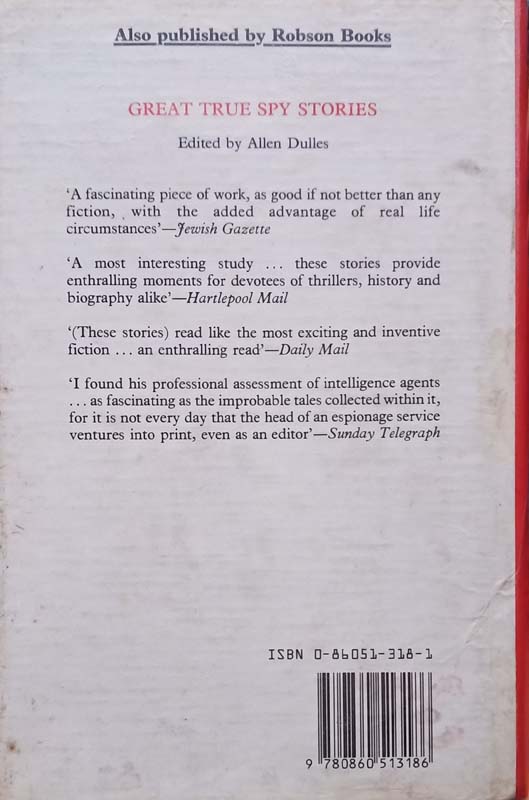 Also published by Robson Books
GREAT TRUE SPY STORIES
Edited by Allen Dulles
‘A fascinating piece of work, as good if not better than any
fiction, with the added advantage of real life
circumstances’—Jewish Gazette
‘A most interesting study ... these stories provide
enthralling moments for devotees of thrillers, history and
biography alike’—Hartlepool Mail
‘(These stories) read like the most exciting and inventive
fiction ... an enthralling read’—Daily Mail
‘I found his professional assessment of intelligence agents
... as fascinating as the improbable tales collected within it,
for it is not every day that the head of an espionage service
ventures into print, even as an editor’—Sunday Telegraph
ISBN 0-86051-318-1
9 780860 513186